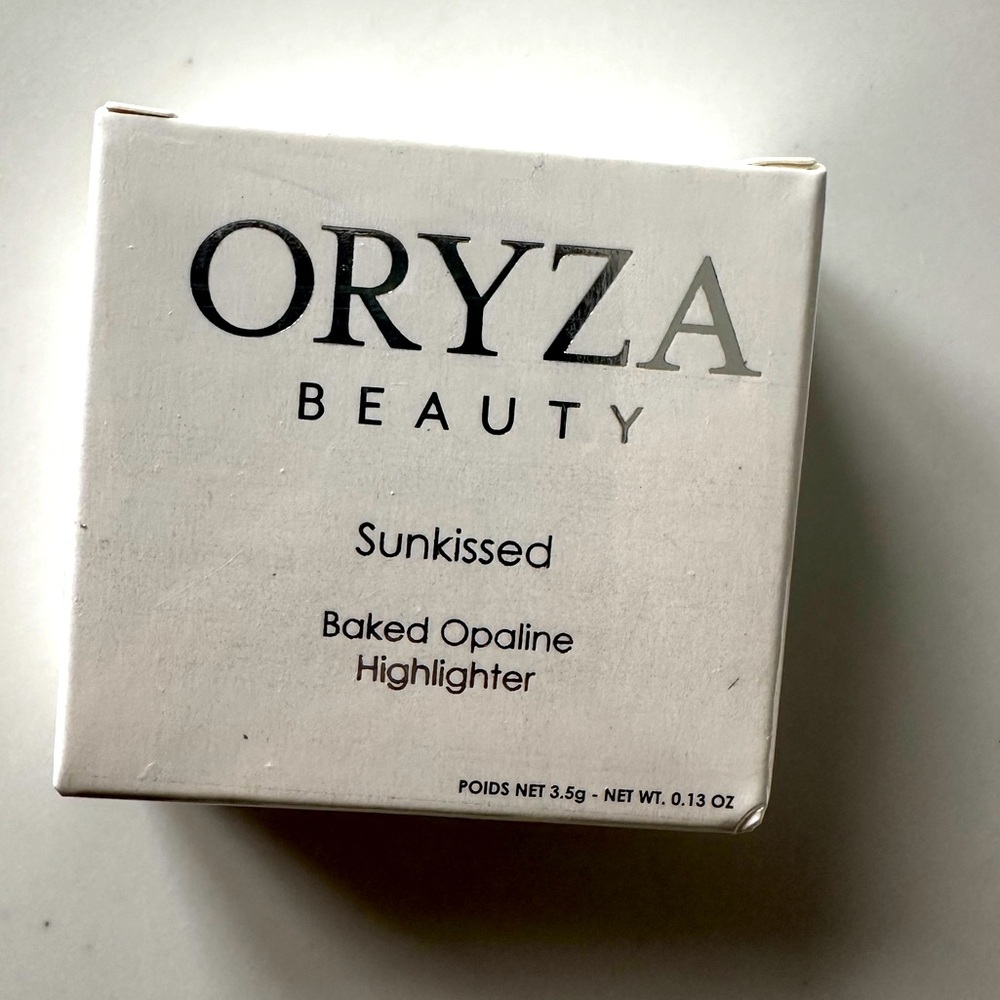 ORYZA
BEAUTY
Sunkissed
Baked Opaline
Highlighter
POIDS NET 3.5g - NET WT. 0.13 OZ